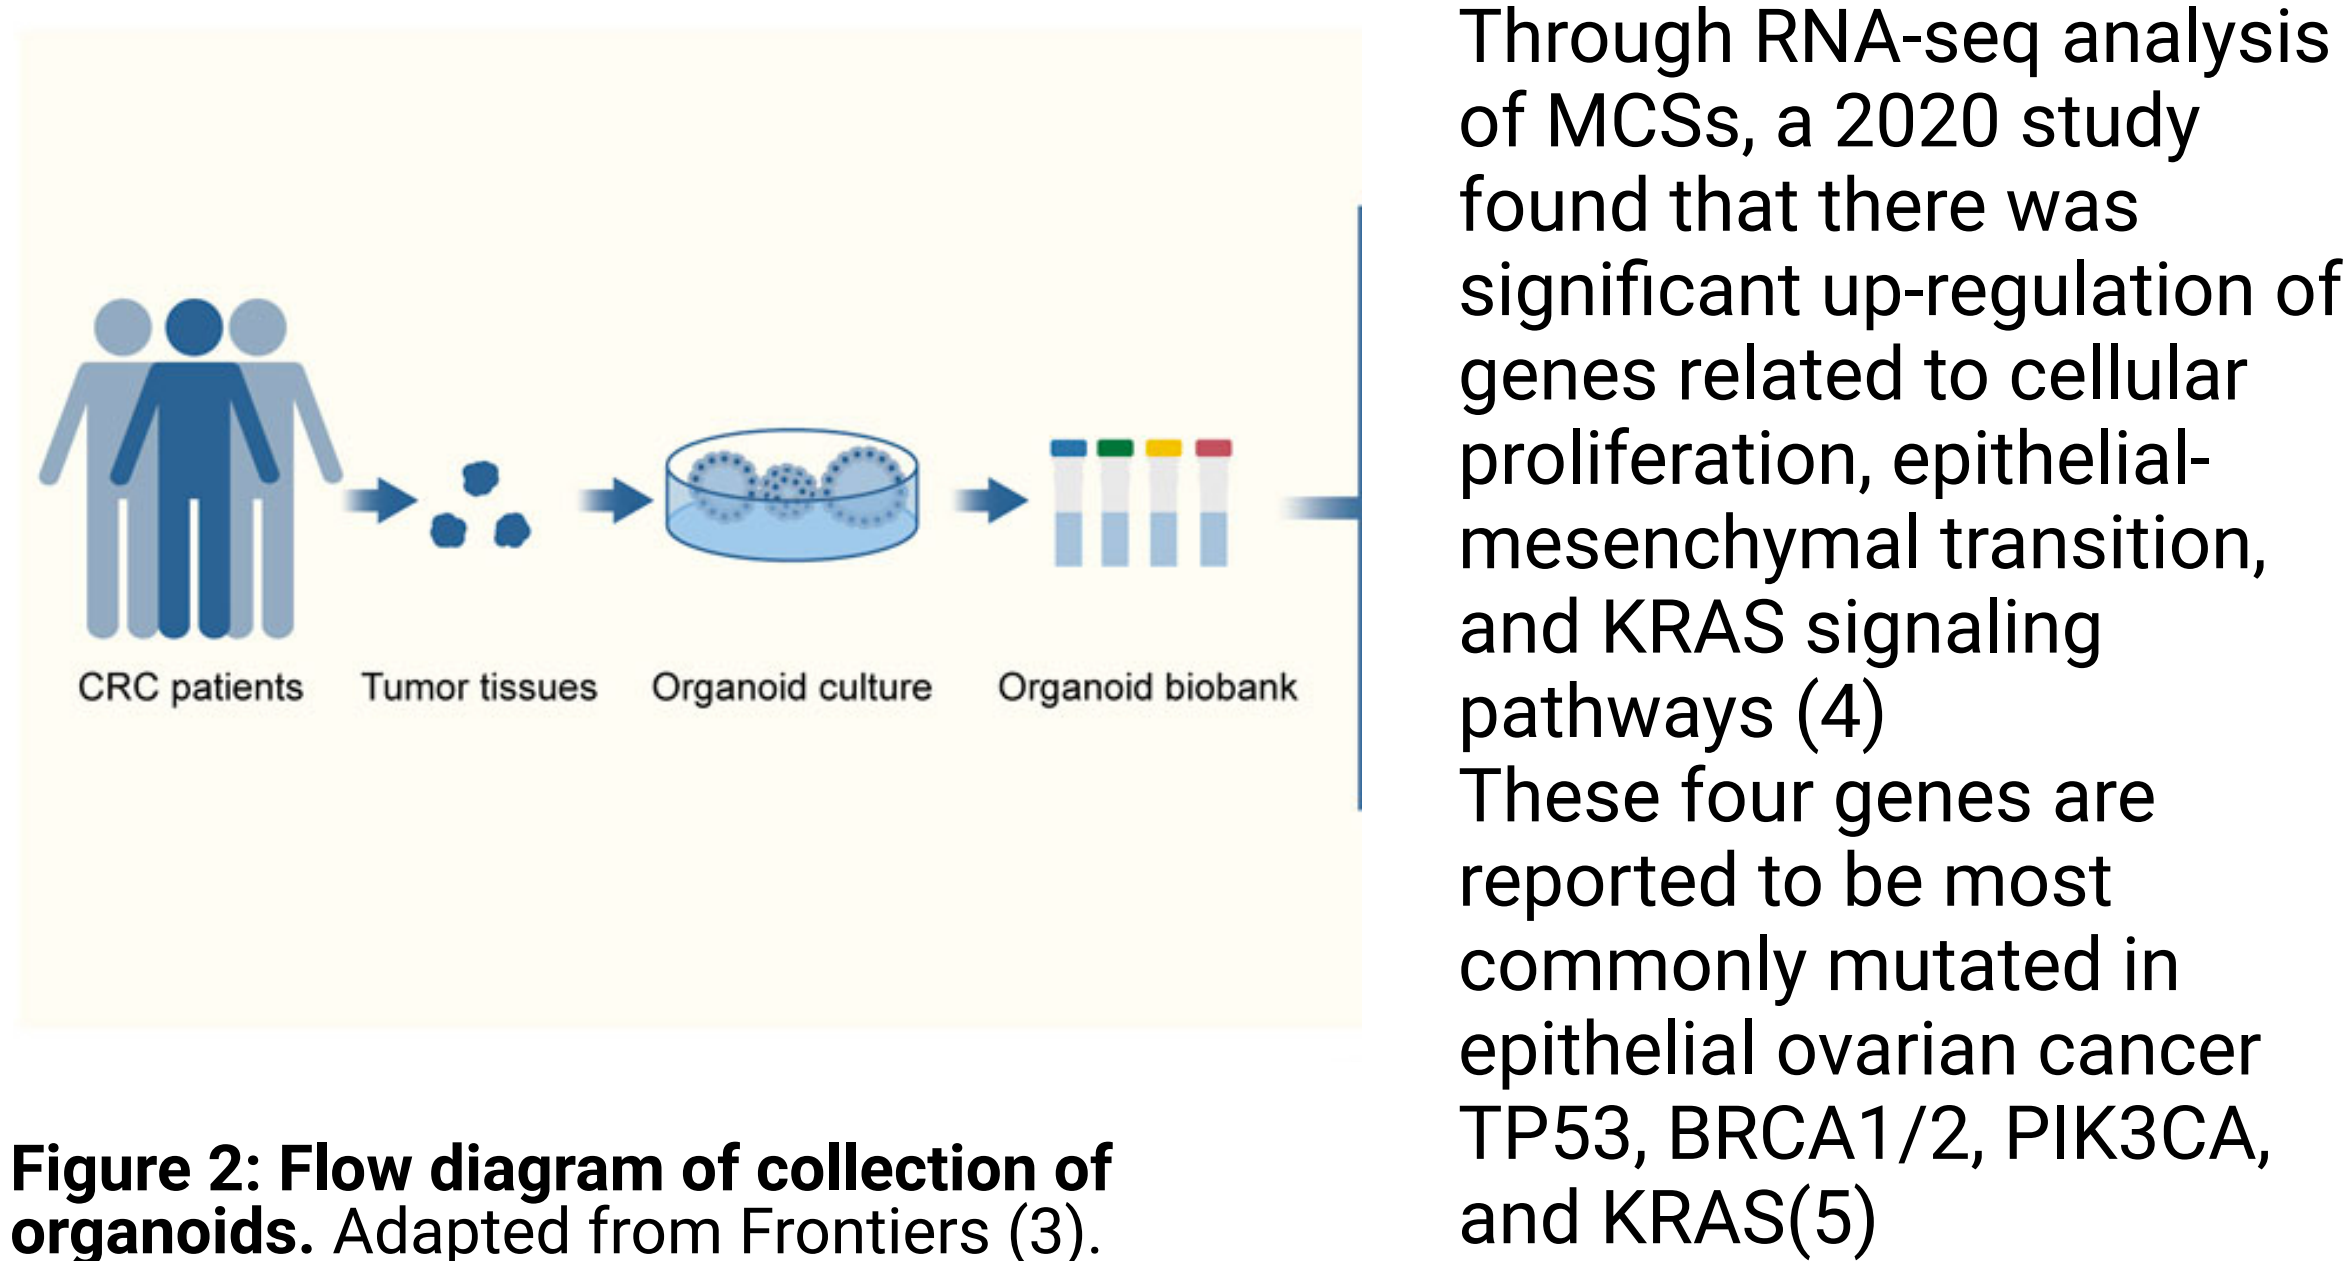 CRC patients
Tumor tissues
Organoid culture
Organoid biobank
Figure 2: Flow diagram of collection of
organoids. Adapted from Frontiers (3).
Through RNA-seq analysis
of MCSs, a 2020 study
found that there was
significant up-regulation of
genes related to cellular
proliferation, epithelial-
mesenchymal transition,
and KRAS signaling
pathways (4)
These four genes are
reported to be most
commonly mutated in
epithelial ovarian cancer
TP53, BRCA1/2, PIK3CA,
and KRAS(5)